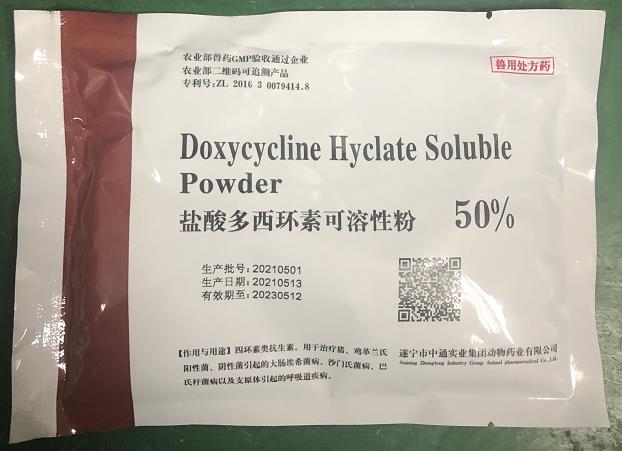 农业部兽药GMP验收通过企业
农业部二维码可追溯产品
专利号:ZL 2016 3 0079414.8
兽用处方药
Doxycycline Hyclate Soluble
Powder
盐酸多西环素可溶性粉 50%
生产批号：20210501
生产日期：20210513
有效期至：20230512
【作用与用途】四环素类抗生素。用于治疗猪、鸡革兰氏
阳性菌、阴性菌引起的大肠埃希菌病、沙门氏菌病、巴
氏杆菌病以及支原体引起的呼吸道疾病。
遂宁市中通实业集团动物药业有限公司
Suining Zhongtong Industry Group Animal pharmaceutical Co.,Ltd.